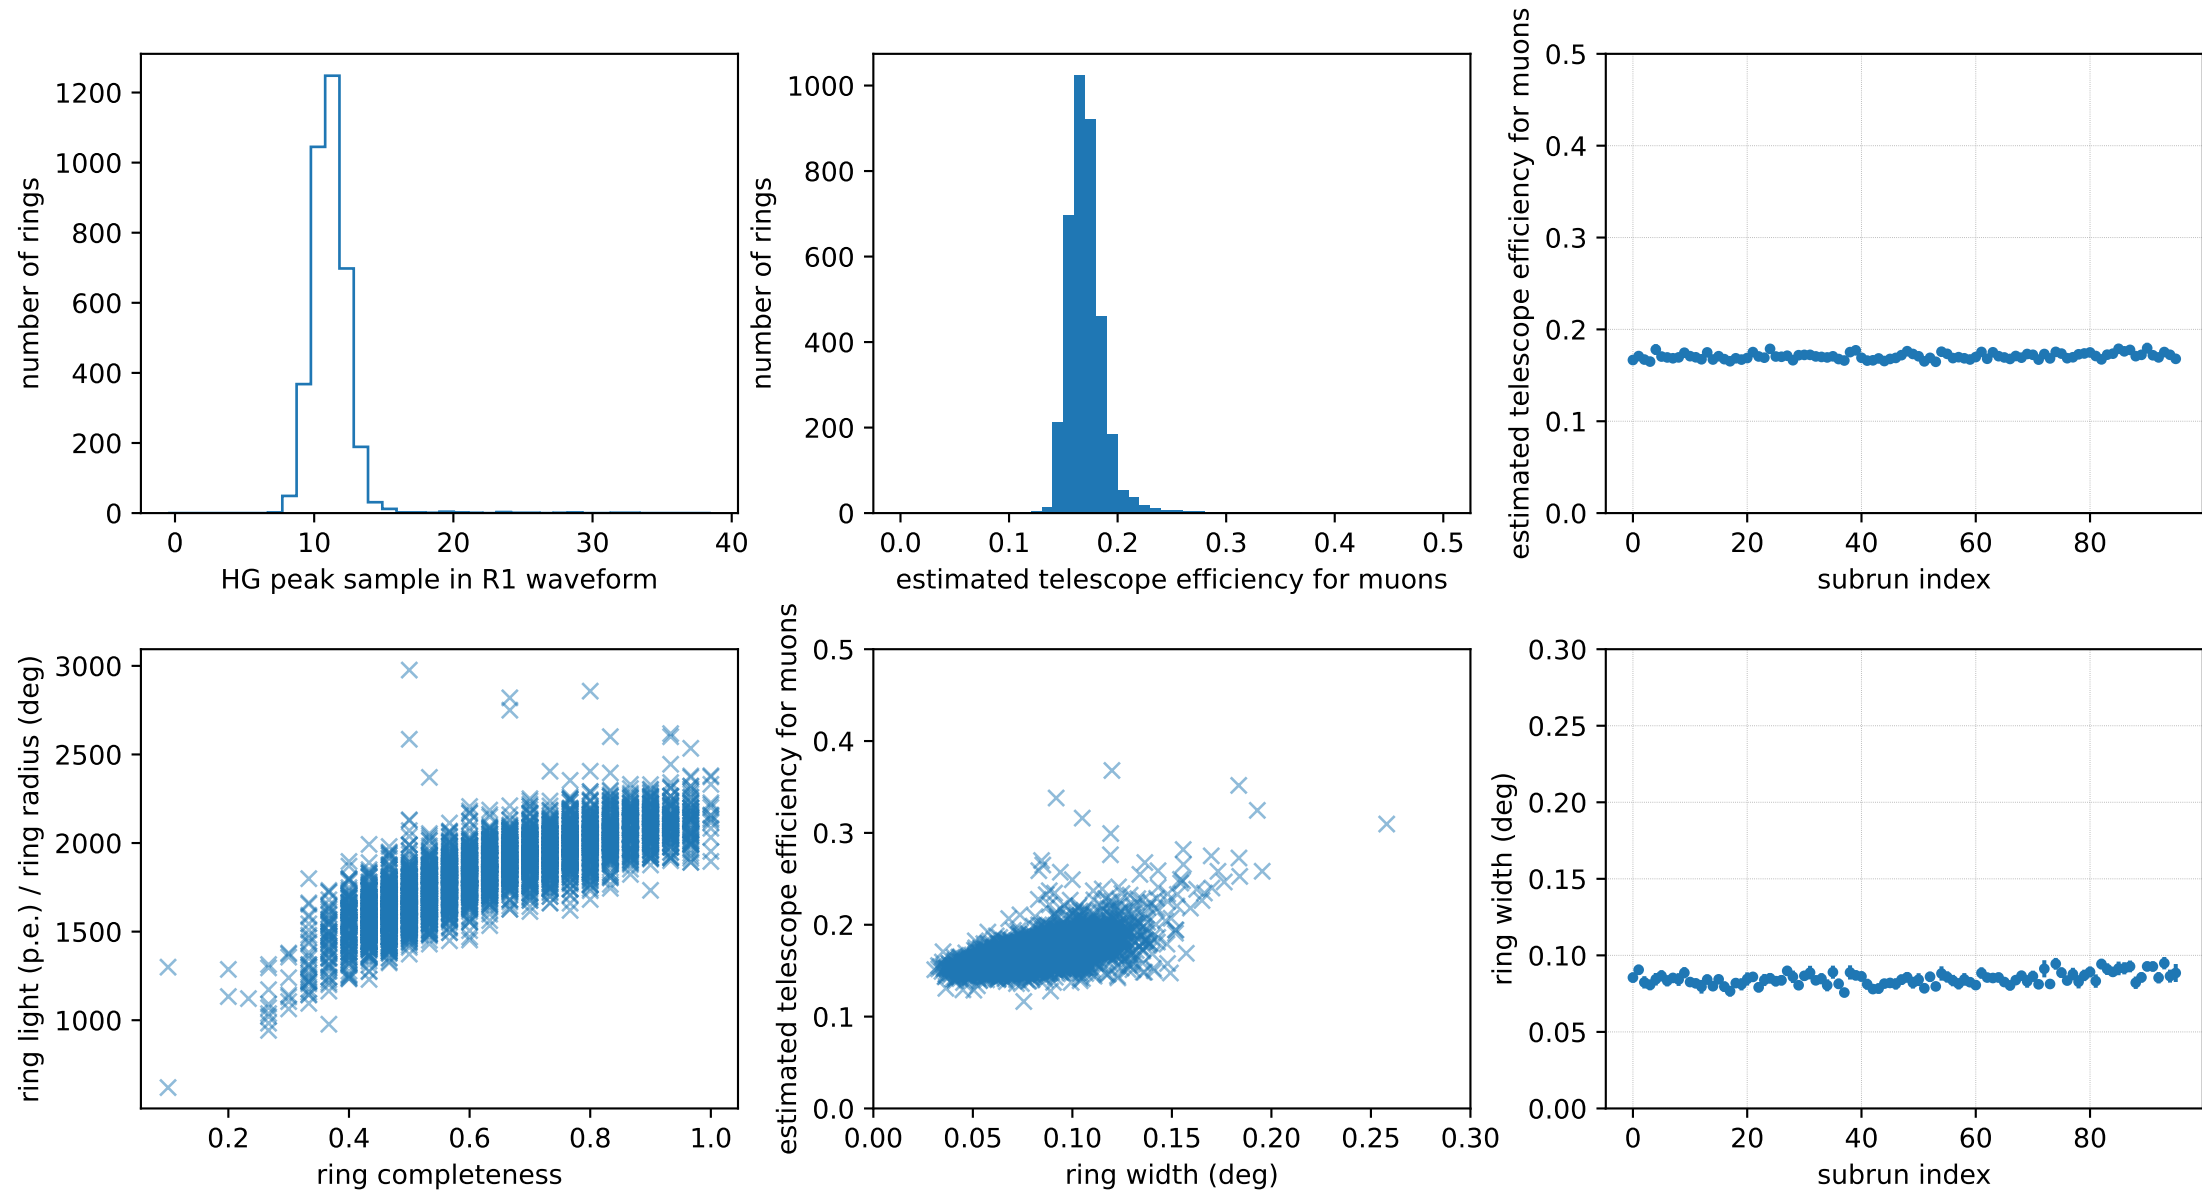 number of rings
0
200
400
600
800
1000
1200
0 10 20 30 40
HG peak sample in R1 waveform
number of rings
0
200
400
600
800
1000
0.0 0.1 0.2 0.3 0.4 0.5
estimated telescope efficiency for muons
estimated telescope efficiency for muons
0.5
0.4
0.3
0.2
0.1
0.0
0 20 40 60 80
subrun index
ring light (p.e.) / ring radius (deg)
3000
2500
2000
1500
1000
0.2 0.4 0.6 0.8 1.0
ring completeness
estimated telescope efficiency for muons
0.5
0.4
0.3
0.2
0.1
0.0
0.00 0.05 0.10 0.15 0.20 0.25 0.30
ring width (deg)
ring width (deg)
0.30
0.25
0.20
0.15
0.10
0.05
0.00
0 20 40 60 80
subrun index